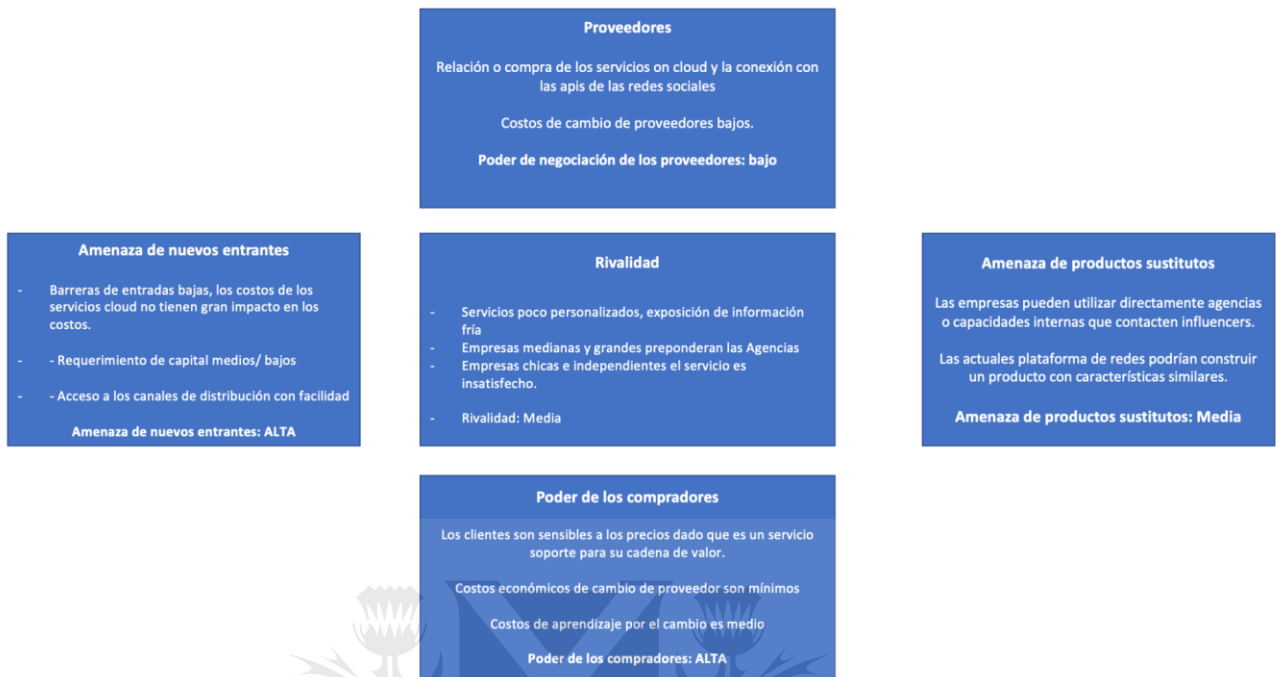 Proveedores
Relación o compra de los servicios on cloud y la conexión con
las apis de las redes sociales
Costos de cambio de proveedores bajos.
Poder de negociación de los proveedores: bajo
Amenaza de nuevos entrantes
- Barreras de entradas bajas, los costos de los
servicios cloud no tienen gran impacto en los
costos.
- - Requerimiento de capital medios/ bajos
- - Acceso a los canales de distribución con facilidad
Amenaza de nuevos entrantes: ALTA
Rivalidad
- Servicios poco personalizados, exposición de información
fría
- Empresas medianas y grandes preponderan las Agencias
- Empresas chicas e independientes el servicio es
insatisfecho.
- Rivalidad: Media
Amenaza de productos sustitutos
Las empresas pueden utilizar directamente agencias
o capacidades internas que contacten influencers.
Las actuales plataforma de redes podrían construir
un producto con características similares.
Amenaza de productos sustitutos: Media
Poder de los compradores
Los clientes son sensibles a los precios dado que es un servicio
soporte para su cadena de valor.
Costos económicos de cambio de proveedor son mínimos
Costos de aprendizaje por el cambio es medio
Poder de los compradores: ALTA